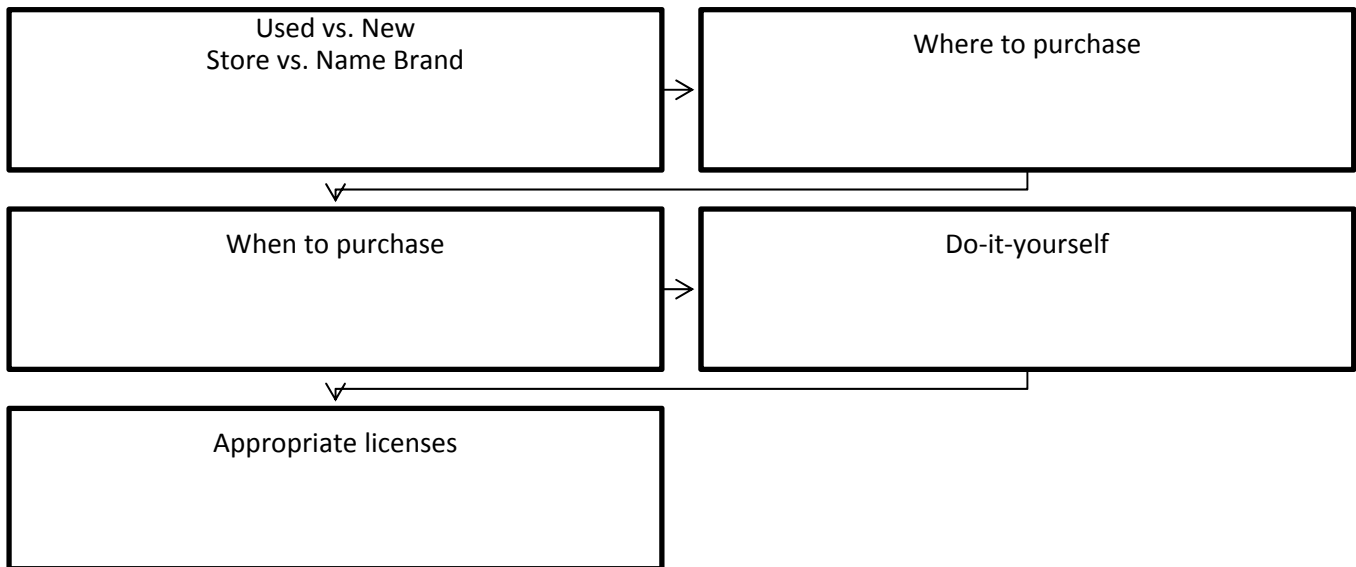 Used vs. New
Store vs. Name Brand
Where to purchase
When to purchase
Do-it-yourself
Appropriate licenses